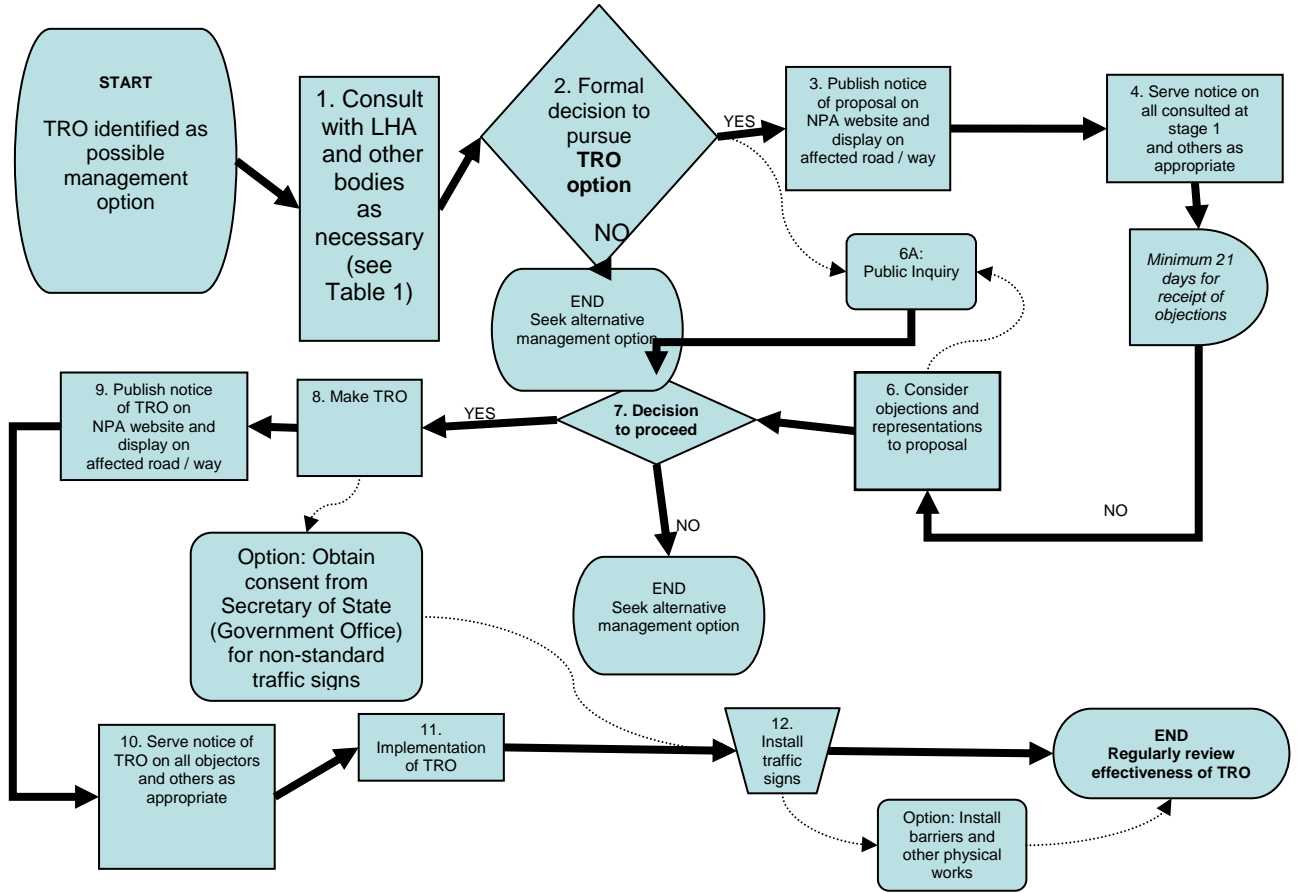 START
TRO identified as
possible
management
option
1. Consult
with LHA
and other
bodies
as
necessary
(see
Table 1)
2. Formal
decision to
pursue
TRO
option
NO
YES
3. Publish notice
of proposal on
NPA website and
display on
affected road / way
4. Serve notice on
all consulted at
stage 1
and others as
appropriate
Minimum 21
days for
receipt of
objections
6A:
Public Inquiry
END
Seek alternative
management option
6. Consider
objections and
representations
to proposal
NO
7. Decision
to proceed
YES
NO
END
Seek alternative
management option
8. Make TRO
9. Publish notice
of TRO on
NPA website and
display on
affected road / way
Option: Obtain
consent from
Secretary of State
(Government Office)
for non-standard
traffic signs
10. Serve notice of
TRO on all objectors
and others as
appropriate
11.
Implementation
of TRO
12.
Install
traffic
signs
Option: Install
barriers and
other physical
works
END
Regularly review
effectiveness of TRO